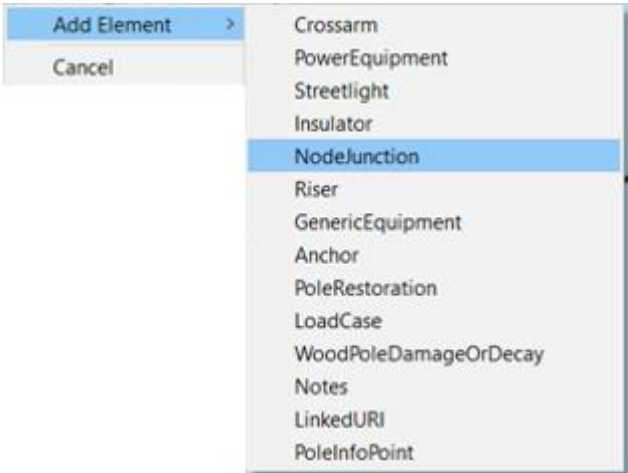 Add Element >
Cancel
Crossarm
PowerEquipment
Streetlight
Insulator
NodeJunction
Riser
GenericEquipment
Anchor
PoleRestoration
LoadCase
WoodPoleDamageOrDecay
Notes
LinkedURI
PoleInfoPoint